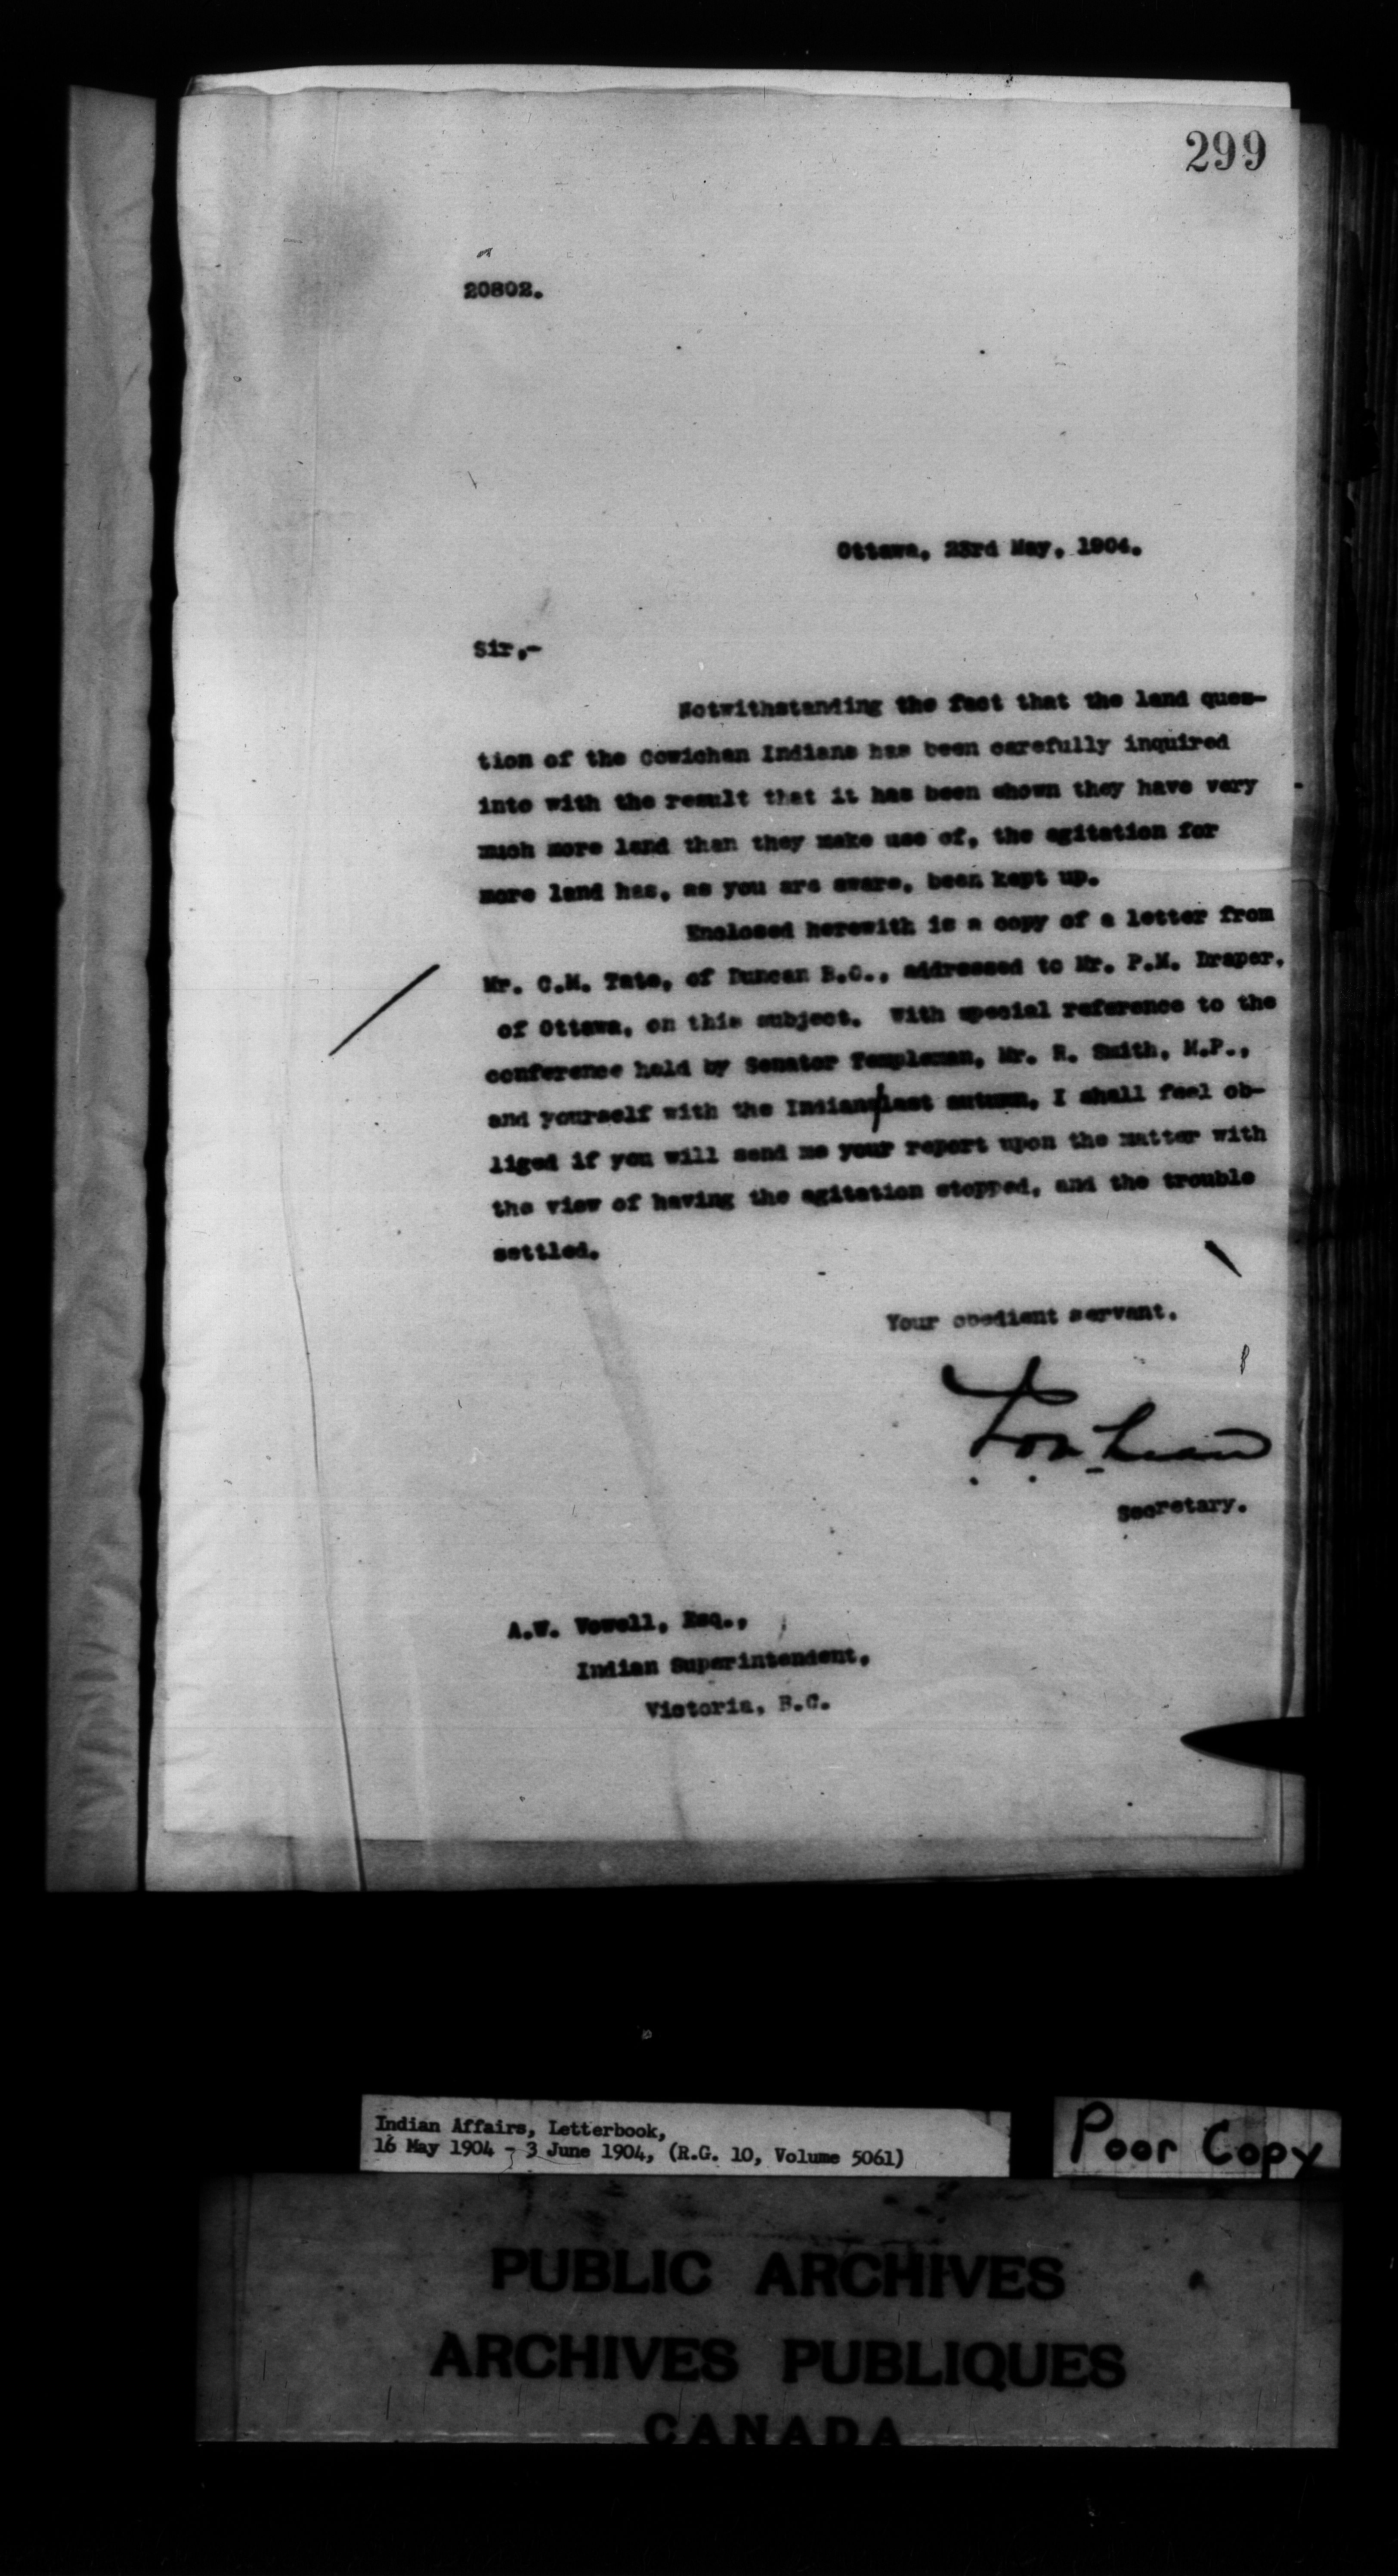 299
20802.
Ottawa, 23rd May, 1904.
Sir,-
Notwithstanding the fact that the land ques-
tion of the Cowichan Indians has been carefully inquired
into with the result that it has been shown they have very
much more land than they make use of, the agitation for
more land has, as you are aware, been kept up.
Enclosed herewith is a copy of a letter from
Mr. C.M. Tate, of Duncan B.C., addressed to Mr. P.M. Draper,
of Ottawa, on this subject. With special reference to the
conference held by Senator Templeman, Mr. R. Smith, M.P.,
and yourself with the Indians last autumn, I shall feel ob-
liged if you will send me your report upon the matter with
the view of having the agitation stopped, and the trouble
settled.
Your obedient servant,
Secretary.
A.W. Vowell, Esq.,
Indian Superintendent,
Victoria, B.C.
Indian Affairs, Letterbook,
16 May 1904 - 3 June 1904, (R.G. 10, Volume 5061)
Poor Copy
PUBLIC ARCHIVES
ARCHIVES PUBLIQUES
CANADA